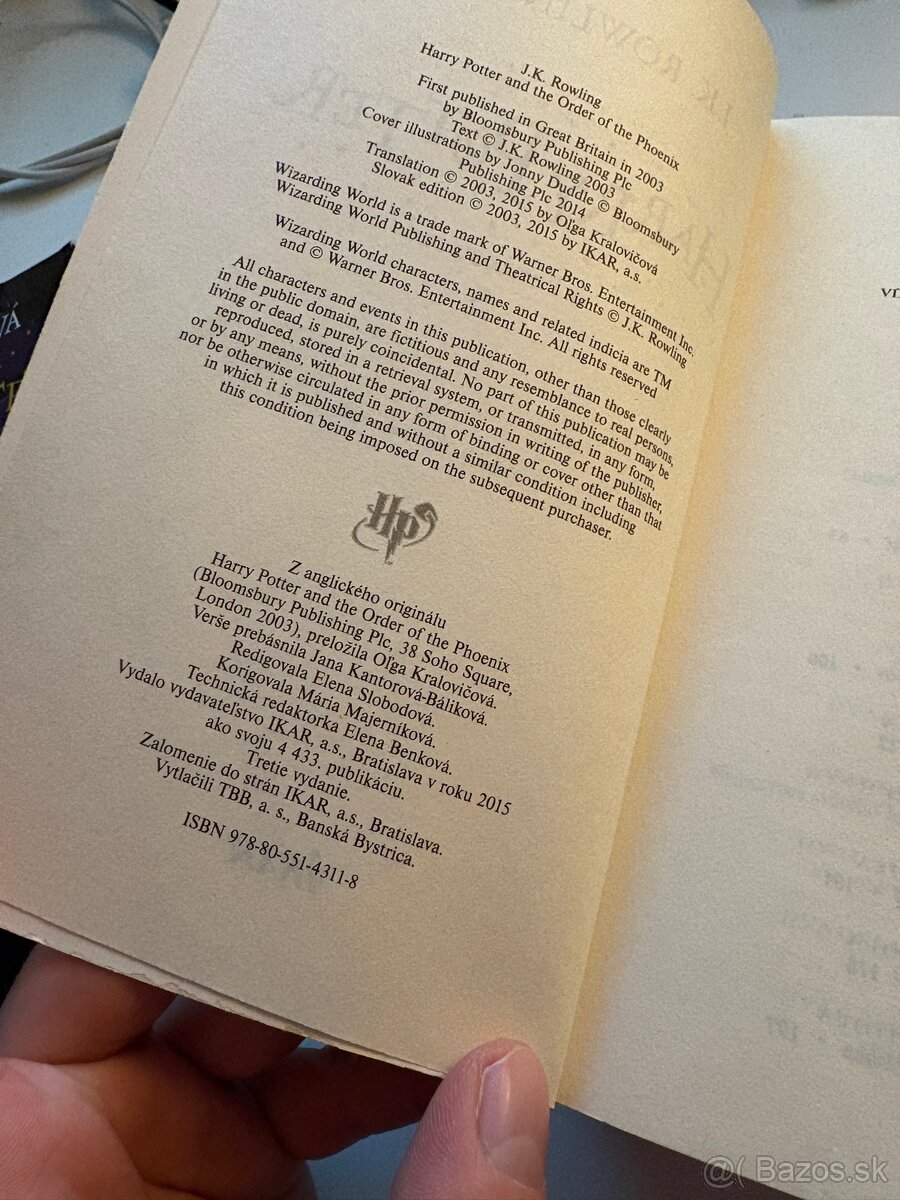 J.K. Rowling
Harry Potter and the Order of the Phoenix
First published in Great Britain in 2003
by Bloomsbury Publishing Plc
Text © J.K. Rowling 2003
Cover illustrations by Jonny Duddle © Bloomsbury
Publishing Plc 2014
Translation © 2003, 2015 by Oľga Kralovičová
Slovak edition © 2003, 2015 by IKAR, a.s.
Wizarding World is a trade mark of Warner Bros. Entertainment Inc.
Wizarding World Publishing and Theatrical Rights © J.K. Rowling
Wizarding World characters, names and related indicia are TM
and © Warner Bros. Entertainment Inc. All rights reserved
All characters and events in this publication, other than those clearly
in the public domain, are fictitious and any resemblance to real persons,
living or dead, is purely coincidental. No part of this publication may be
reproduced, stored in a retrieval system, or transmitted, in any form,
or by any means, without the prior permission in writing of the publisher,
nor be otherwise circulated in any form of binding or cover other than that
in which it is published and without a similar condition including
this condition being imposed on the subsequent purchaser.
HP
Z anglického originálu
Harry Potter and the Order of the Phoenix
(Bloomsbury Publishing Plc, 38 Soho Square,
London 2003), preložila Oľga Kralovičová.
Verše prebásnila Jana Kantorová-Báliková.
Redigovala Elena Slobodová.
Korigovala Mária Majerníková.
Technická redaktorka Elena Benková.
Vydalo vydavateľstvo IKAR, a.s., Bratislava v roku 2015
ako svoju 4 433. publikáciu.
Tretie vydanie.
Zalomenie do strán IKAR, a.s., Bratislava.
Vytlačili TBB, a. s., Banská Bystrica.
ISBN 978-80-551-4311-8
@( Bazos.sk